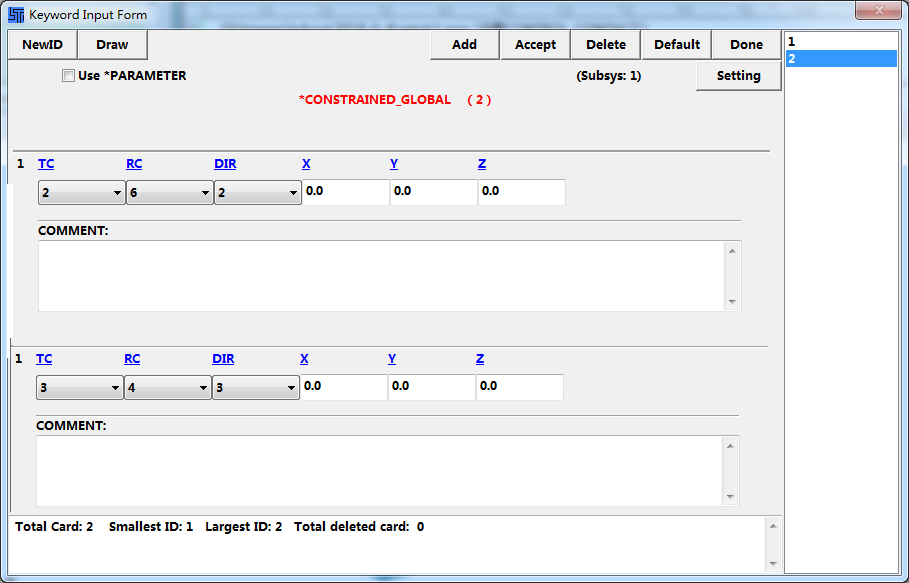 Keyword Input Form
NewID Draw Add Accept Delete Default Done
Use *PARAMETER (Subsys: 1) Setting
*CONSTRAINED_GLOBAL (2)
1 TC RC DIR X Y Z
2 6 2 0.0 0.0 0.0
COMMENT:
1 TC RC DIR X Y Z
3 4 3 0.0 0.0 0.0
COMMENT:
Total Card: 2 Smallest ID: 1 Largest ID: 2 Total deleted card: 0
1
2